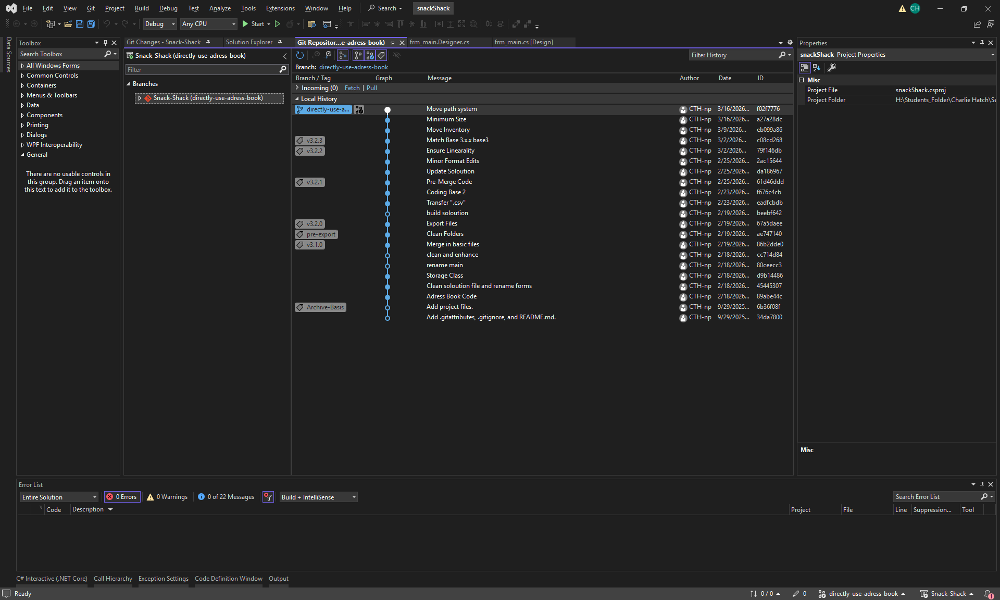 File Edit View Git Project Build Debug Test Analyze Tools Extensions Window Help Search snackShack CH
Debug Any CPU Start
Data Sources
Toolbox
Search Toolbox
All Windows Forms
Common Controls
Containers
Menus & Toolbars
Data
Components
Printing
Dialogs
WPF Interoperability
General
There are no usable controls in
this group. Drag an item onto
this text to add it to the toolbox.
Git Changes - Snack-Shack Solution Explorer
Snack-Shack (directly-use-adress-book)
Filter
Branches
Snack-Shack (directly-use-adress-book)
Git Repositor...e-adress-book) frm_main.Designer.cs frm_main.cs [Design]
Filter History
Branch: directly-use-adress-book
Branch / Tag Graph Message Author Date ID
Incoming (0) Fetch | Pull
Local History
directly-use-a... Move path system CTH-np 3/16/2026... f02f7776
Minimum Size CTH-np 3/16/2026... a27a28dc
Move Inventory CTH-np 3/9/2026... eb099a86
v3.2.3 Match Base 3.x.x base3 CTH-np 3/2/2026... c08cd268
v3.2.2 Ensure Linearality CTH-np 3/2/2026... 79f146db
Minor Format Edits CTH-np 2/25/2026... 2ac15644
Update Soloution CTH-np 2/25/2026... da186967
v3.2.1 Pre-Merge Code CTH-np 2/25/2026... 61d46ddd
Coding Base 2 CTH-np 2/23/2026... f676c4cb
Transfer ".csv" CTH-np 2/23/2026... eadfcbdb
build soloution CTH-np 2/19/2026... beebf642
v3.2.0 Export Files CTH-np 2/19/2026... 67a5daee
pre-export Clean Folders CTH-np 2/19/2026... ae747140
v3.1.0 Merge in basic files CTH-np 2/19/2026... 86b2dde0
clean and enhance CTH-np 2/18/2026... cc714d84
rename main CTH-np 2/18/2026... 80ceecc3
Storage Class CTH-np 2/18/2026... d9b14486
Clean soloution file and rename forms CTH-np 2/18/2026... 45445307
Adress Book Code CTH-np 2/18/2026... 89abe44c
Archive-Basis Add project files. CTH-np 9/29/2025... 6b36f08f
Add .gitattributes, .gitignore, and README.md. CTH-np 9/29/2025... 34da7800
Properties
snackShack Project Properties
Misc
Project File snackShack.csproj
Project Folder H:\Students_Folder\Charlie Hatch\Se
Misc
Error List
Entire Solution 0 Errors 0 Warnings 0 of 22 Messages Build + IntelliSense Search Error List
Code Description Project File Line Suppression... Tool
C# Interactive (.NET Core) Call Hierarchy Exception Settings Code Definition Window Output
Ready 0 / 0 0 directly-use-adress-book Snack-Shack 1